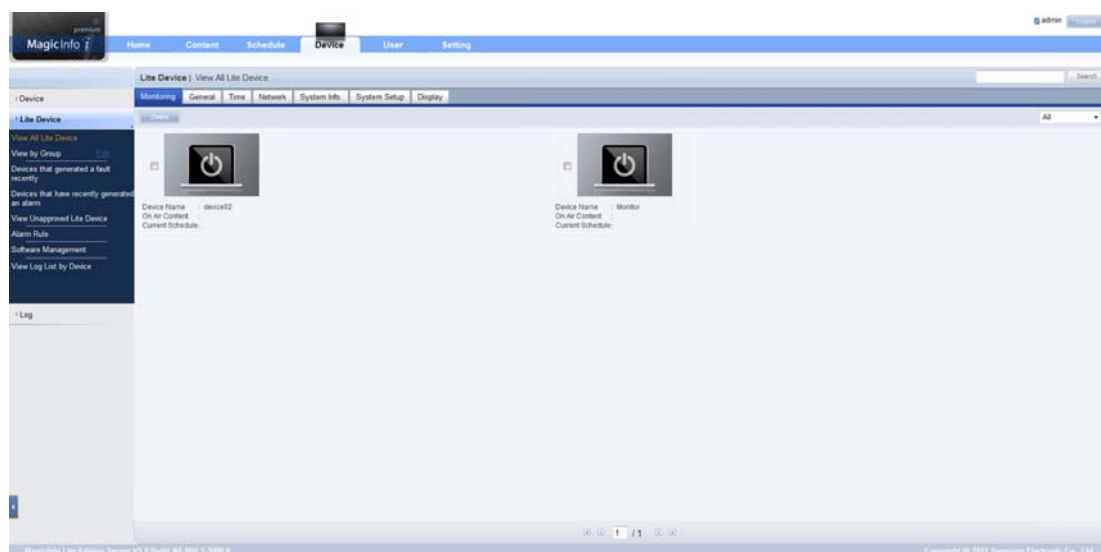 premium
MagicInfo i
Home Content Schedule Device User Setting
admin
Lite Device | View All Lite Device
Search
Monitoring General Time Network System Info System Setup Display
All
Device
Lite Device
View All Lite Device
View by Group Edit
Devices that generated a fault
recently
Devices that have recently generated
an alarm
View Unapproved Lite Device
Alarm Rule
Software Management
View Log List by Device
Log
Device Name : device02
On Air Content :
Current Schedule:
Device Name : Monitor
On Air Content :
Current Schedule:
1 / 1